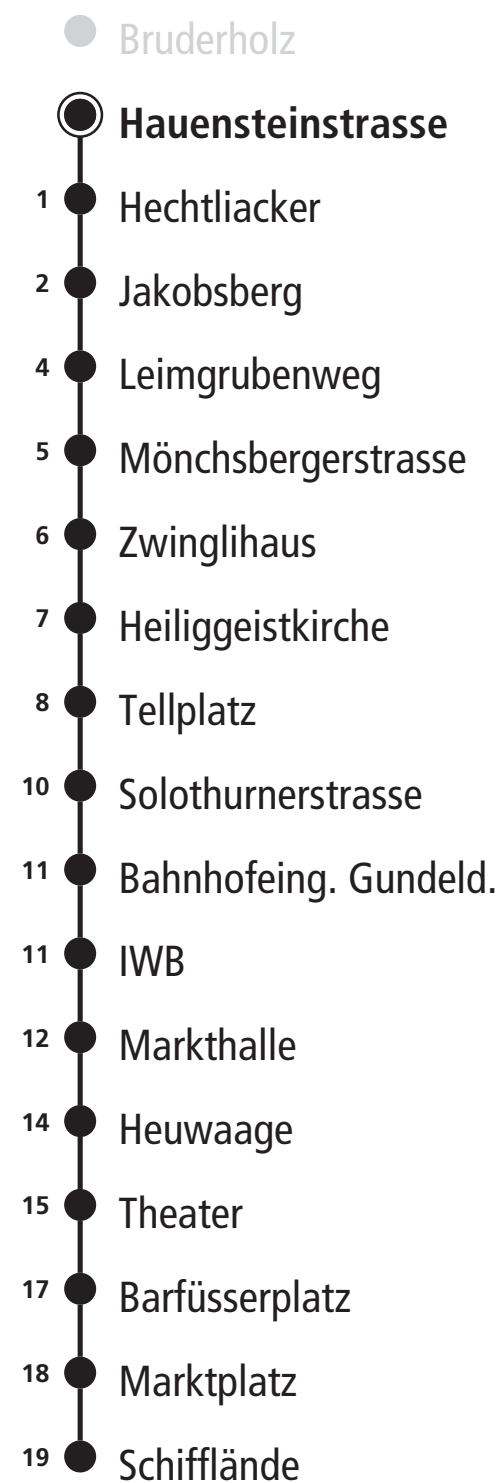 Bruderholz
Hauensteinstrasse
1 Hechtliacker
2 Jakobsberg
4 Leimgrubenweg
5 Mönchsbergerstrasse
6 Zwinglihaus
7 Heiliggeistkirche
8 Tellplatz
10 Solothurnerstrasse
11 Bahnhofeing. Gundeld.
11 IWB
12 Markthalle
14 Heuwaage
15 Theater
17 Barfüsserplatz
18 Marktplatz
19 Schifflände